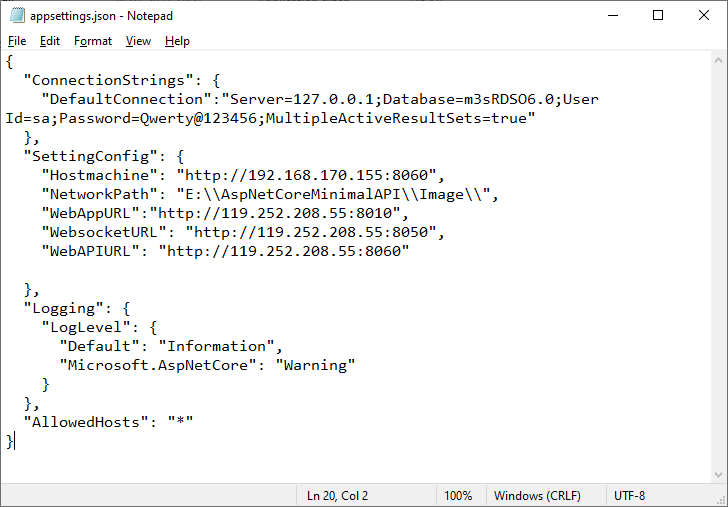 appsettings.json - Notepad
File Edit Format View Help
{
  "ConnectionStrings": {
    "DefaultConnection":"Server=127.0.0.1;Database=m3sRDSO6.0;User
Id=sa;Password=Qwerty@123456;MultipleActiveResultSets=true"
  },
  "SettingConfig": {
    "Hostmachine": "http://192.168.170.155:8060",
    "NetworkPath": "E:\\AspNetCoreMinimalAPI\\Image\\",
    "WebAppURL":"http://119.252.208.55:8010",
    "WebsocketURL": "http://119.252.208.55:8050",
    "WebAPIURL": "http://119.252.208.55:8060"

  },
  "Logging": {
    "LogLevel": {
      "Default": "Information",
      "Microsoft.AspNetCore": "Warning"
    }
  },
  "AllowedHosts": "*"
}
Ln 20, Col 2 100% Windows (CRLF) UTF-8